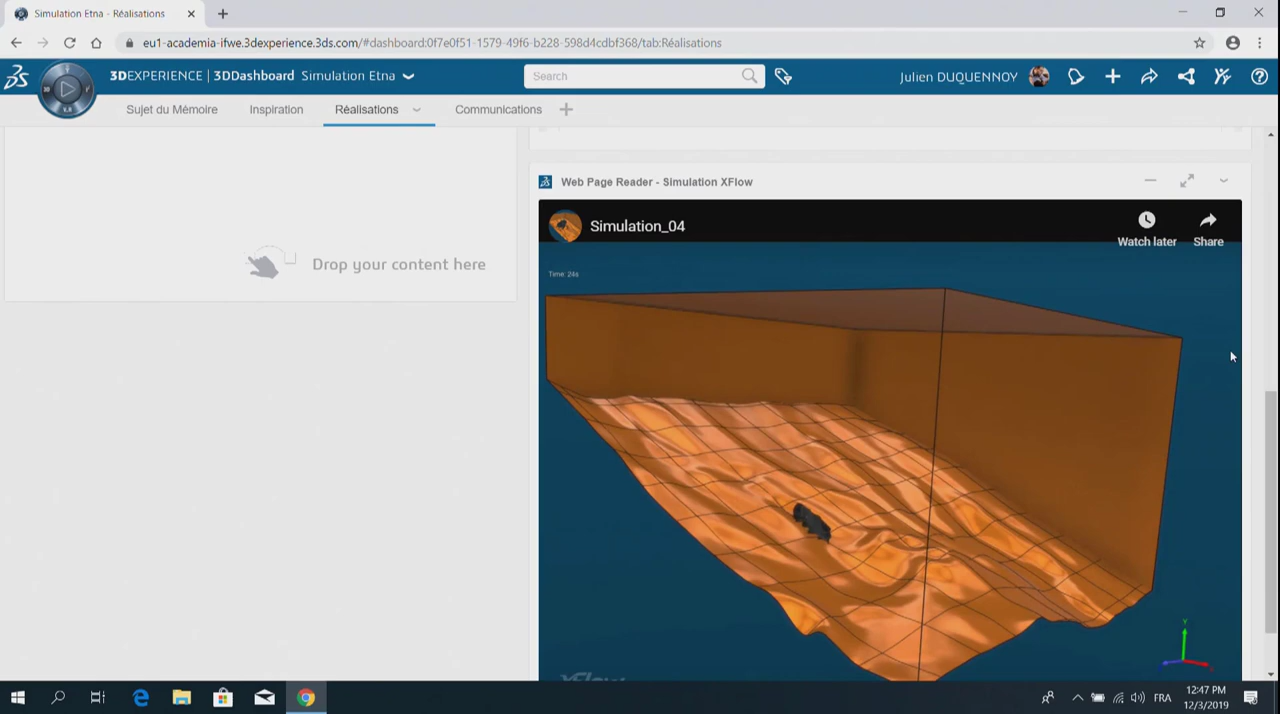 Simulation Etna - Réalisations
eu1-academia-ifwe.3dexperience.3ds.com/#dashboard:0f7e0f51-1579-49f6-b228-598d4cdbf368/tab:Réalisations
3DEXPERIENCE | 3DDashboard Simulation Etna
Search
Julien DUQUENNOY
Sujet du Mémoire
Inspiration
Réalisations
Communications
Web Page Reader - Simulation XFlow
Simulation_04
Watch later
Share
Time: 24s
Drop your content here
Y
XFlow
FRA
12:47 PM
12/3/2019